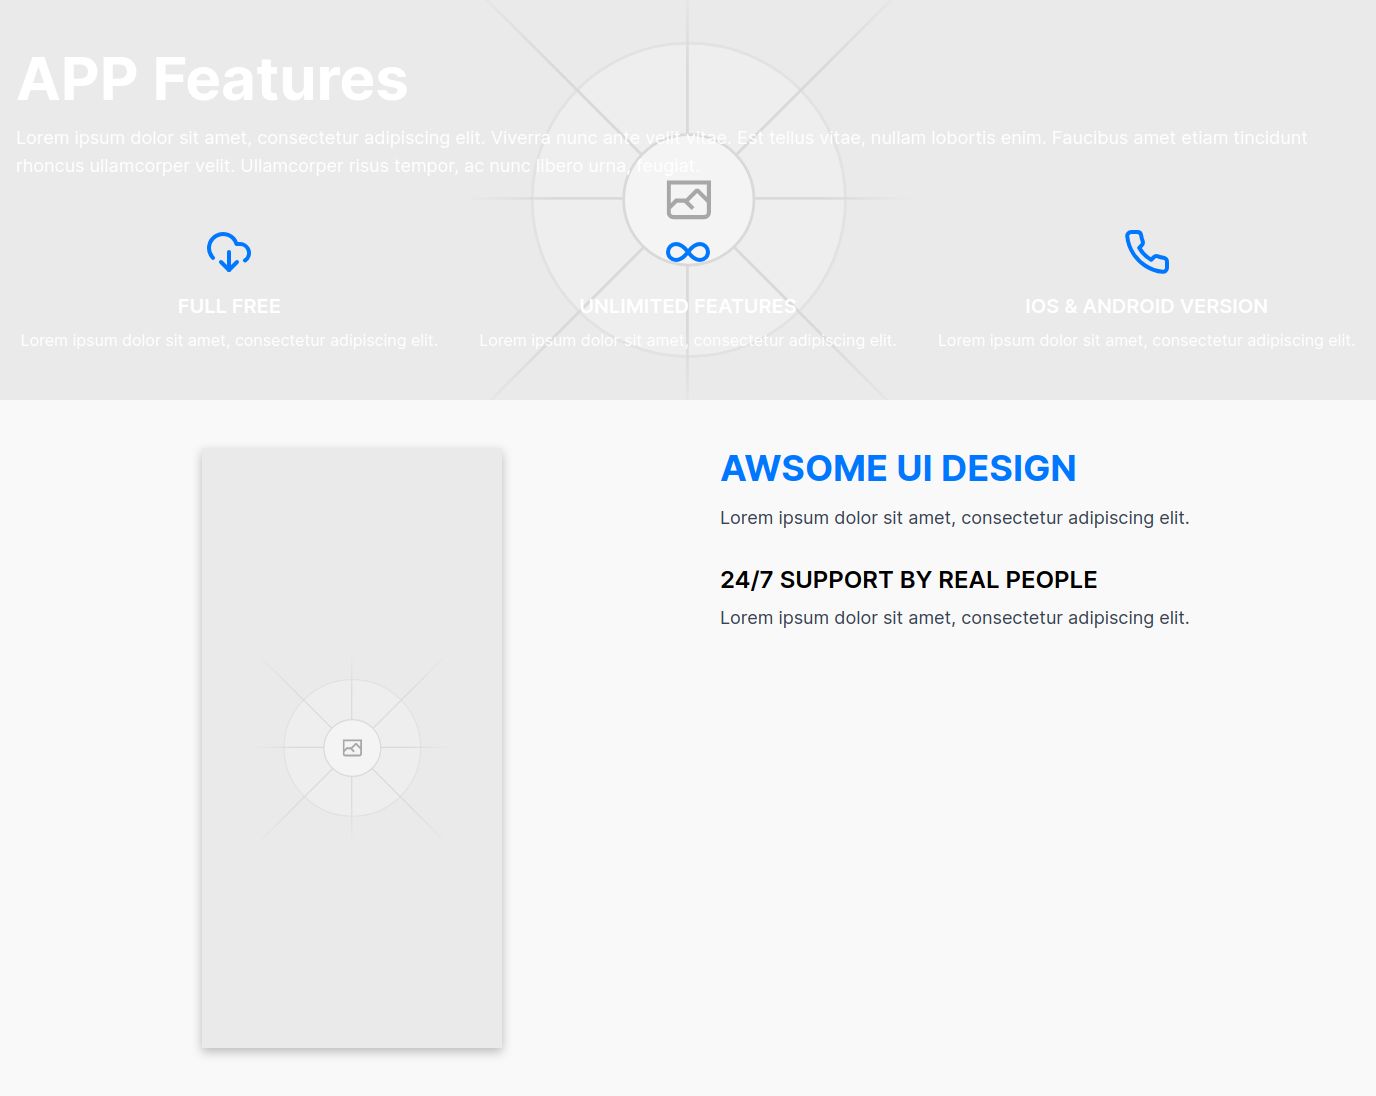 APP Features
Lorem ipsum dolor sit amet, consectetur adipiscing elit. Viverra nunc ante velit vitae. Est tellus vitae, nullam lobortis enim. Faucibus amet etiam tincidunt
rhoncus ullamcorper velit. Ullamcorper risus tempor, ac nunc libero urna, feugiat.
FULL FREE
Lorem ipsum dolor sit amet, consectetur adipiscing elit.
UNLIMITED FEATURES
Lorem ipsum dolor sit amet, consectetur adipiscing elit.
IOS & ANDROID VERSION
Lorem ipsum dolor sit amet, consectetur adipiscing elit.
AWSOME UI DESIGN
Lorem ipsum dolor sit amet, consectetur adipiscing elit.
24/7 SUPPORT BY REAL PEOPLE
Lorem ipsum dolor sit amet, consectetur adipiscing elit.